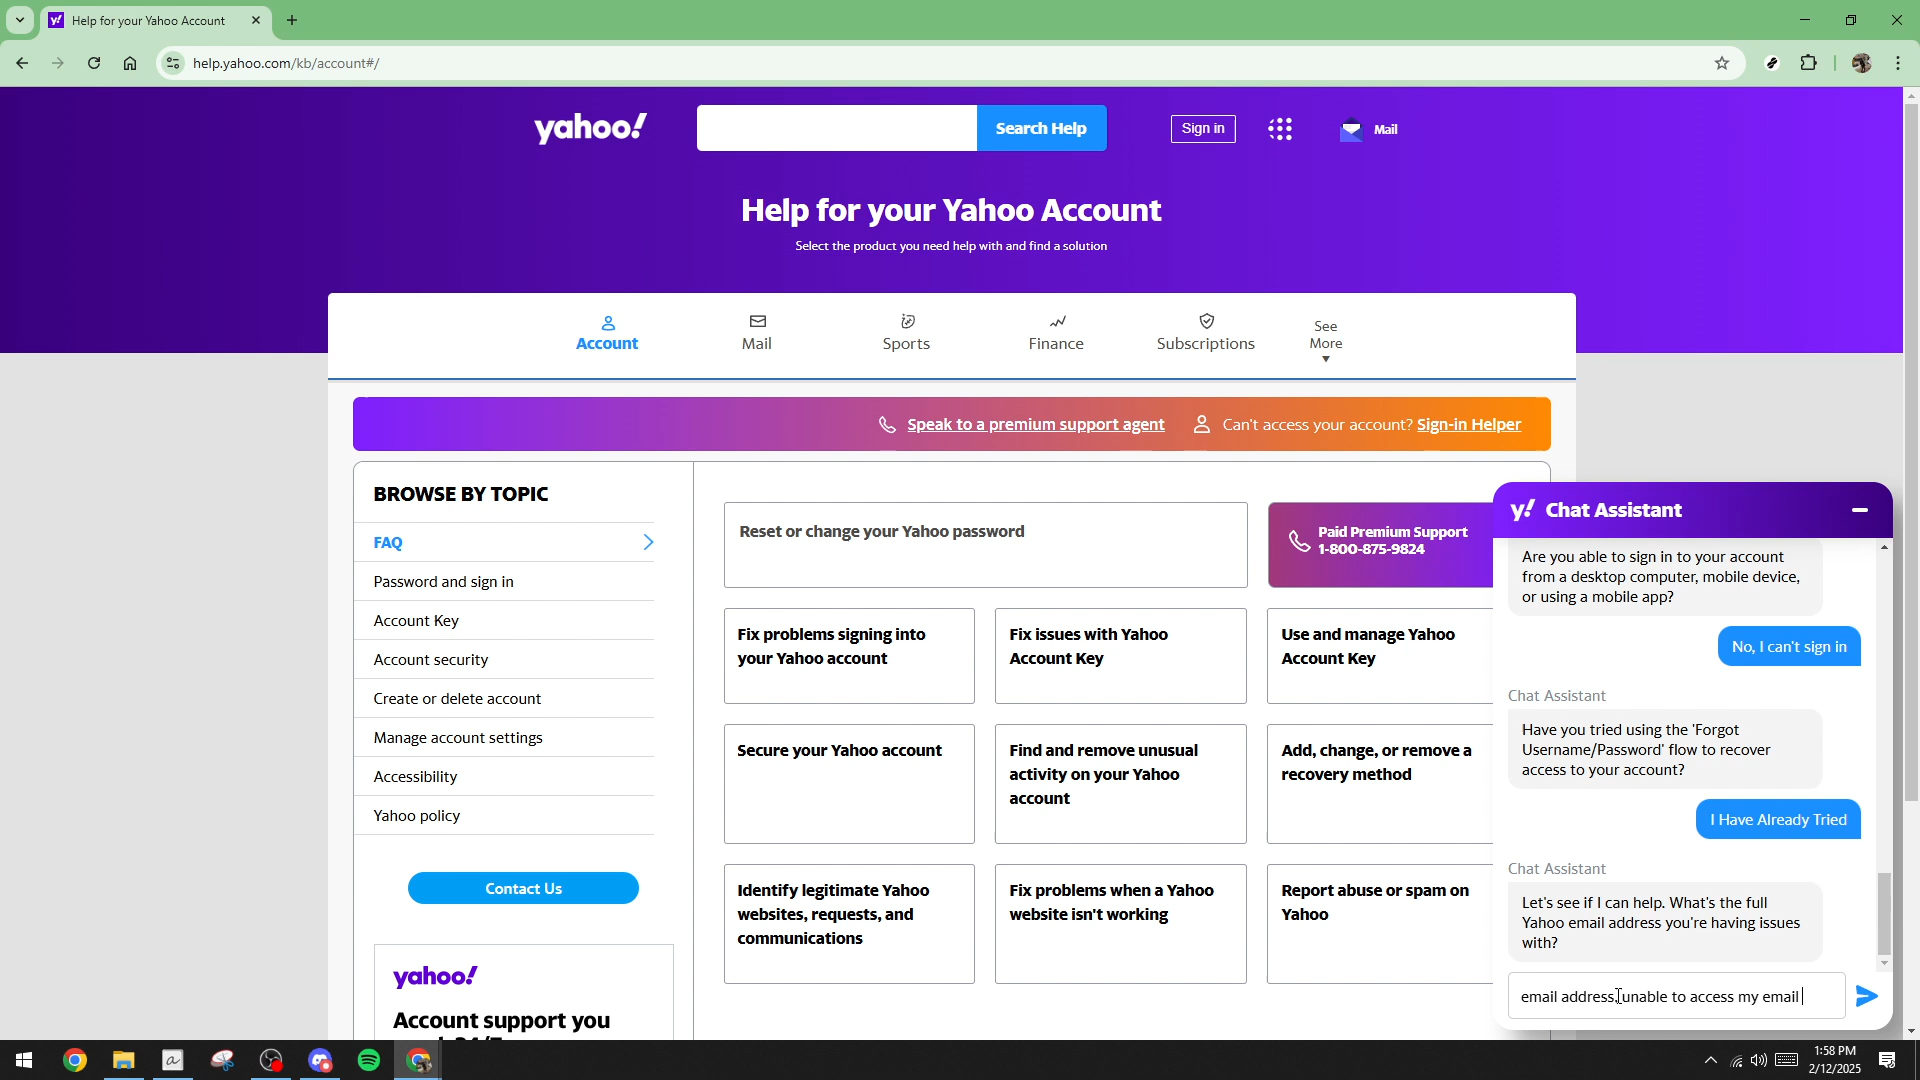 Help for your Yahoo Account
help.yahoo.com/kb/account#/
yahoo!
Search Help
Sign in
Mail
Help for your Yahoo Account
Select the product you need help with and find a solution
Account
Mail
Sports
Finance
Subscriptions
See
More
Speak to a premium support agent
Can't access your account? Sign-in Helper
BROWSE BY TOPIC
FAQ
Password and sign in
Account Key
Account security
Create or delete account
Manage account settings
Accessibility
Yahoo policy
Contact Us
yahoo!
Account support you
Reset or change your Yahoo password
Paid Premium Support
1-800-875-9824
Fix problems signing into
your Yahoo account
Fix issues with Yahoo
Account Key
Use and manage Yahoo
Account Key
Secure your Yahoo account
Find and remove unusual
activity on your Yahoo
account
Add, change, or remove a
recovery method
Identify legitimate Yahoo
websites, requests, and
communications
Fix problems when a Yahoo
website isn't working
Report abuse or spam on
Yahoo
y! Chat Assistant
Are you able to sign in to your account
from a desktop computer, mobile device,
or using a mobile app?
No, I can't sign in
Chat Assistant
Have you tried using the 'Forgot
Username/Password' flow to recover
access to your account?
I Have Already Tried
Chat Assistant
Let's see if I can help. What's the full
Yahoo email address you're having issues
with?
email address. unable to access my email
1:58 PM
2/12/2025